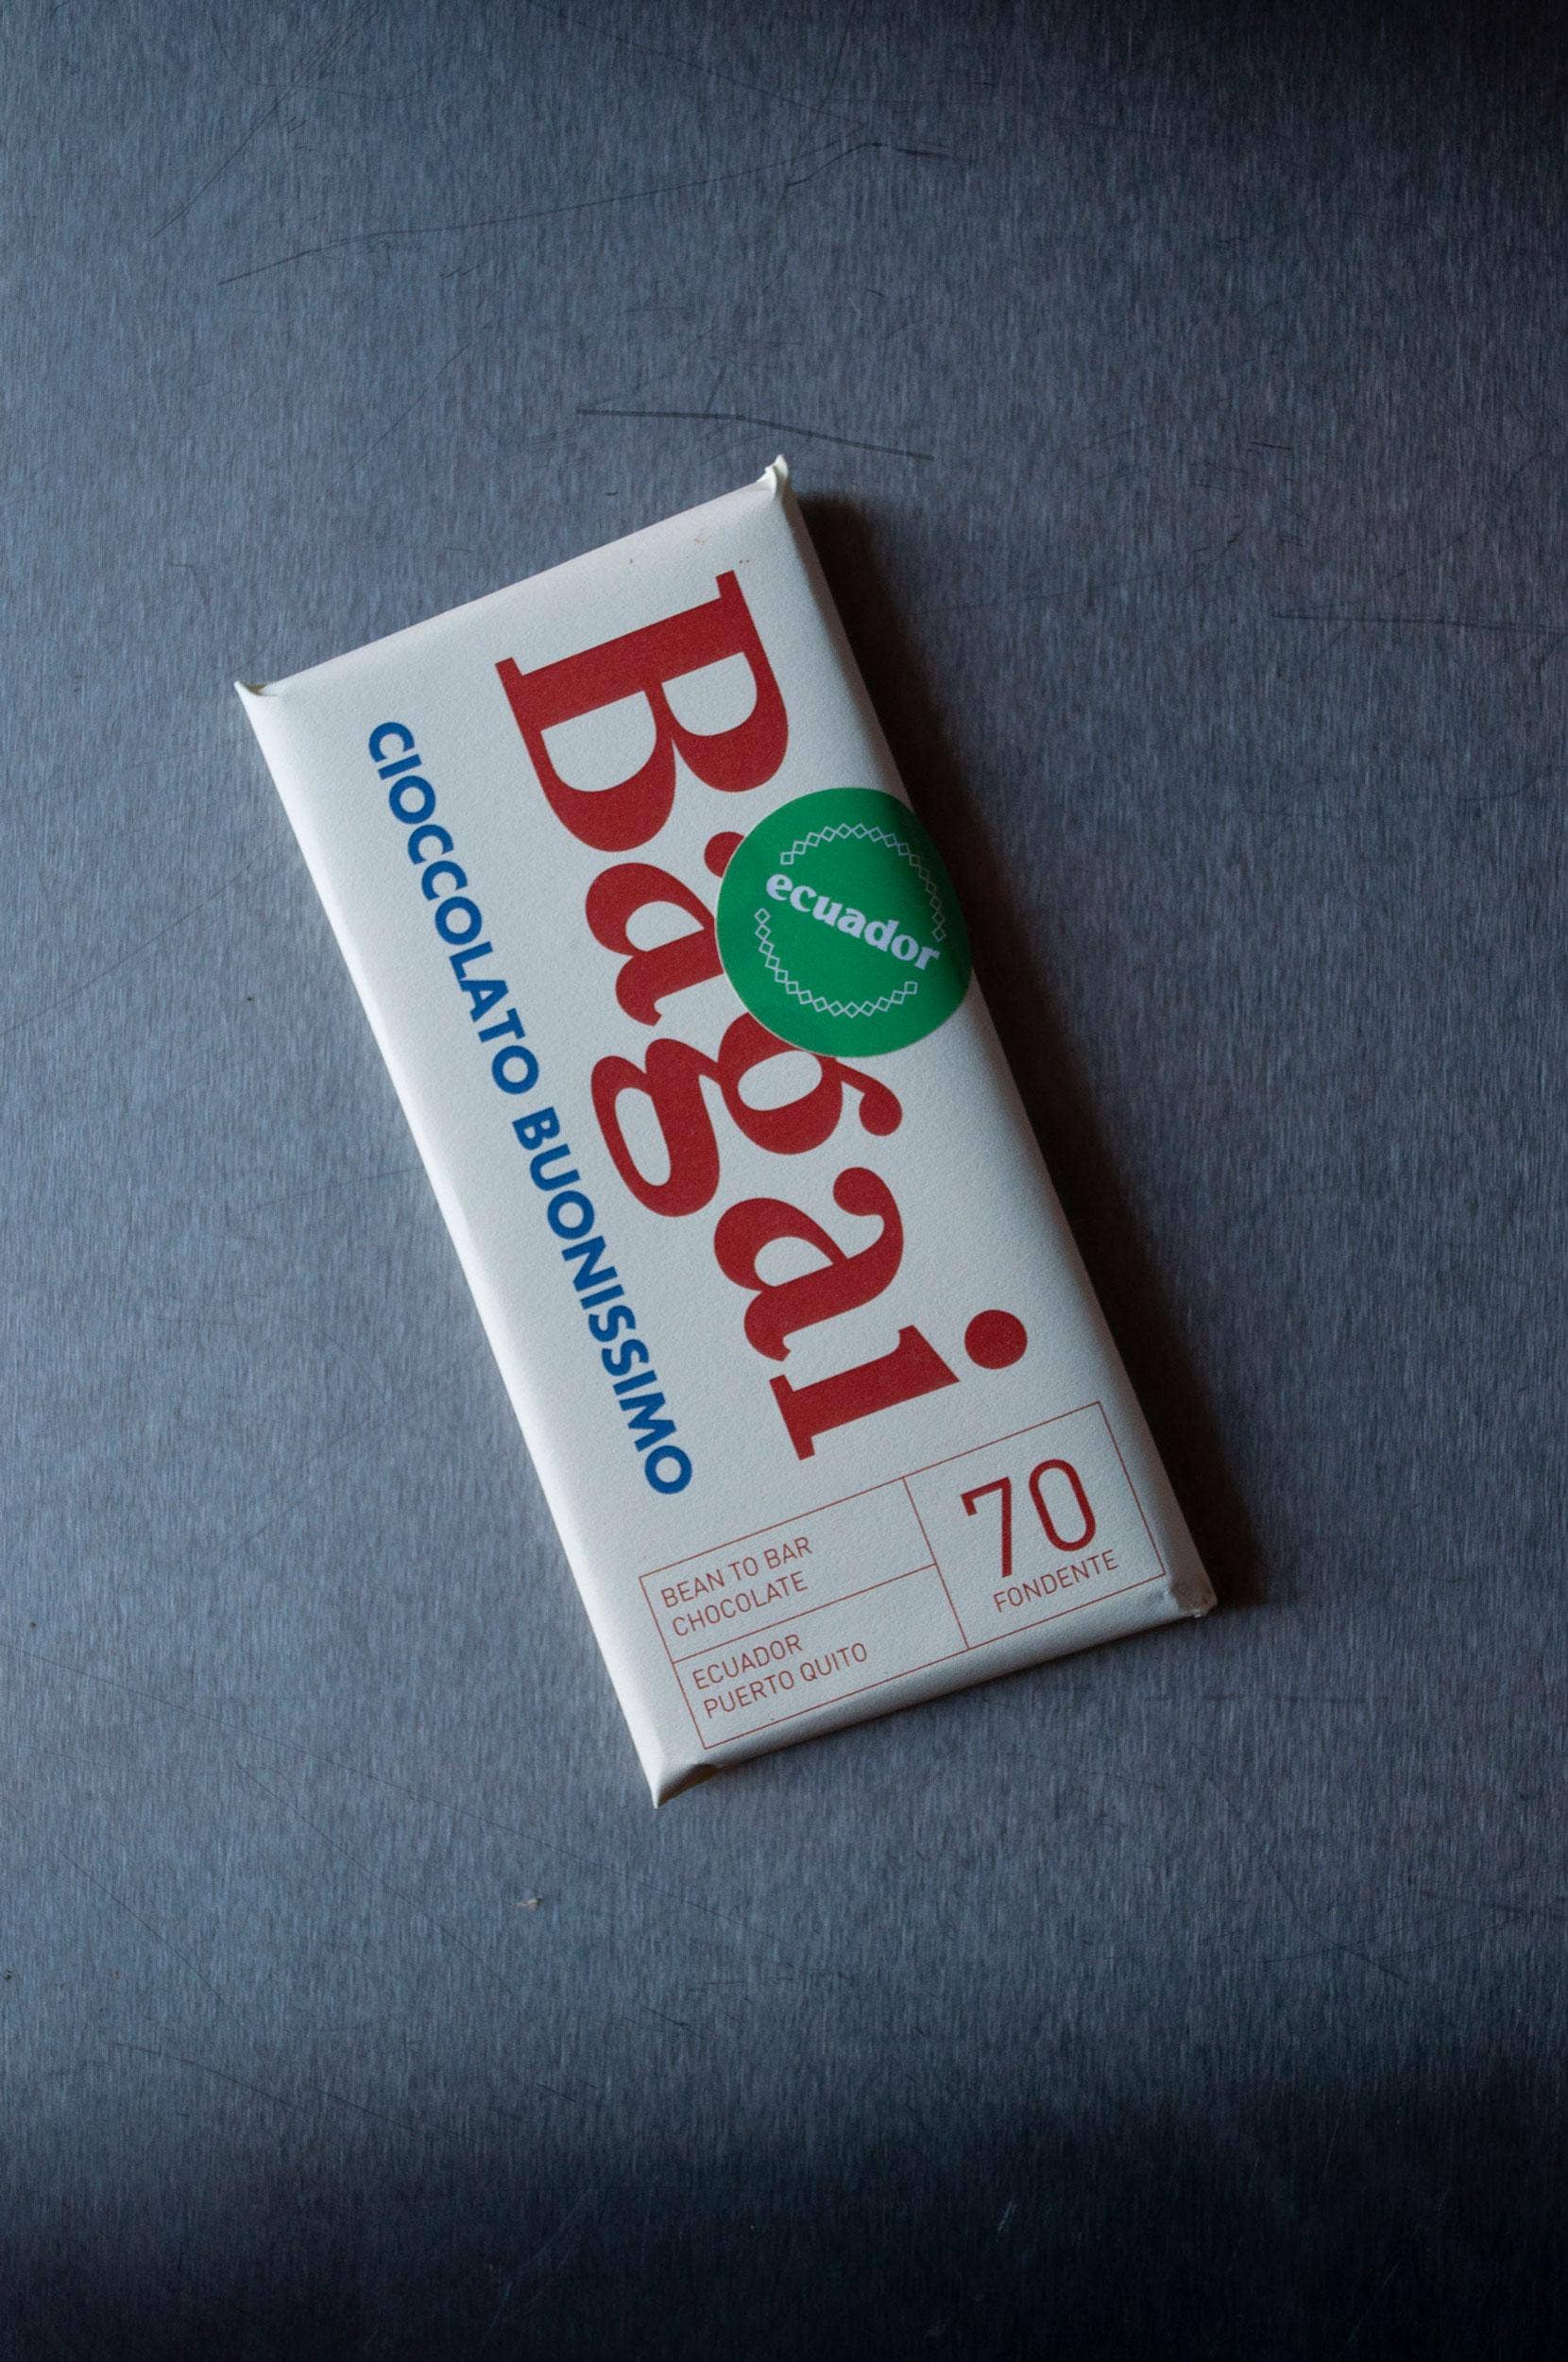 Bagai
ecuador
CIOCCOLATO BUONISSIMO
BEAN TO BAR
CHOCOLATE
ECUADOR
PUERTO QUITO
70
FONDENTE